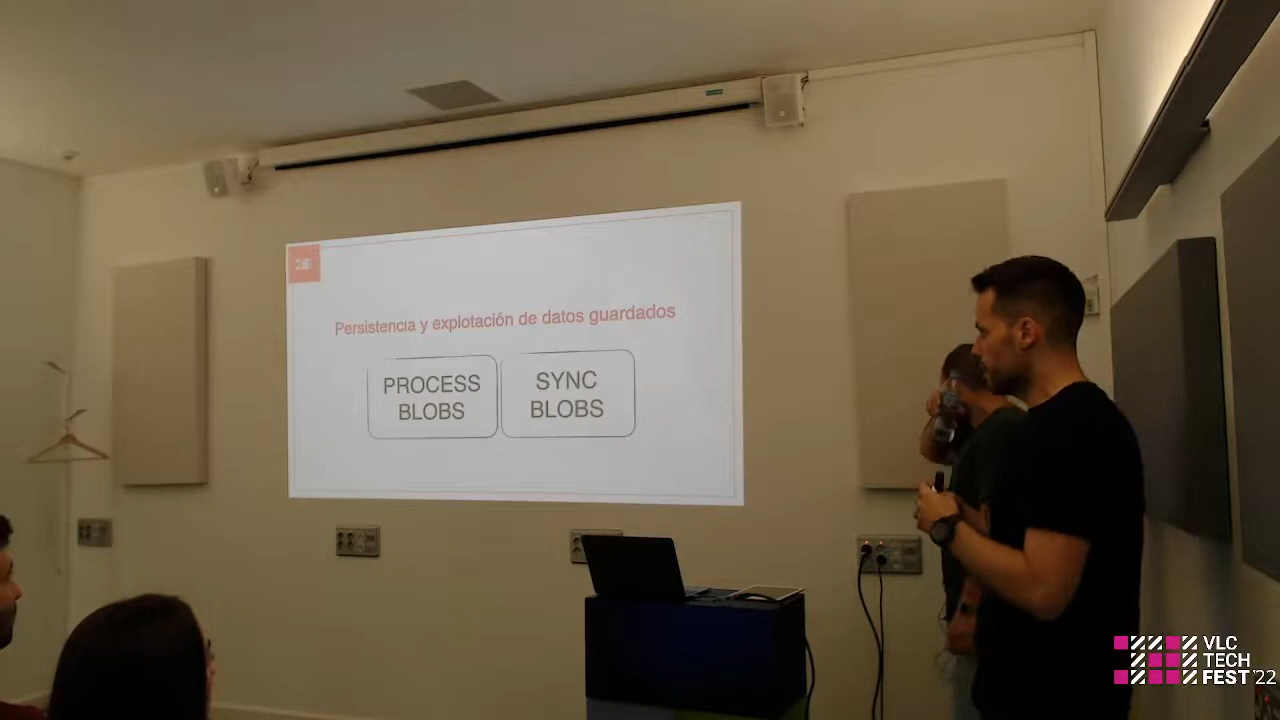 Persistencia y explotación de datos guardados
PROCESS
BLOBS
SYNC
BLOBS
VLC
TECH
FEST'22